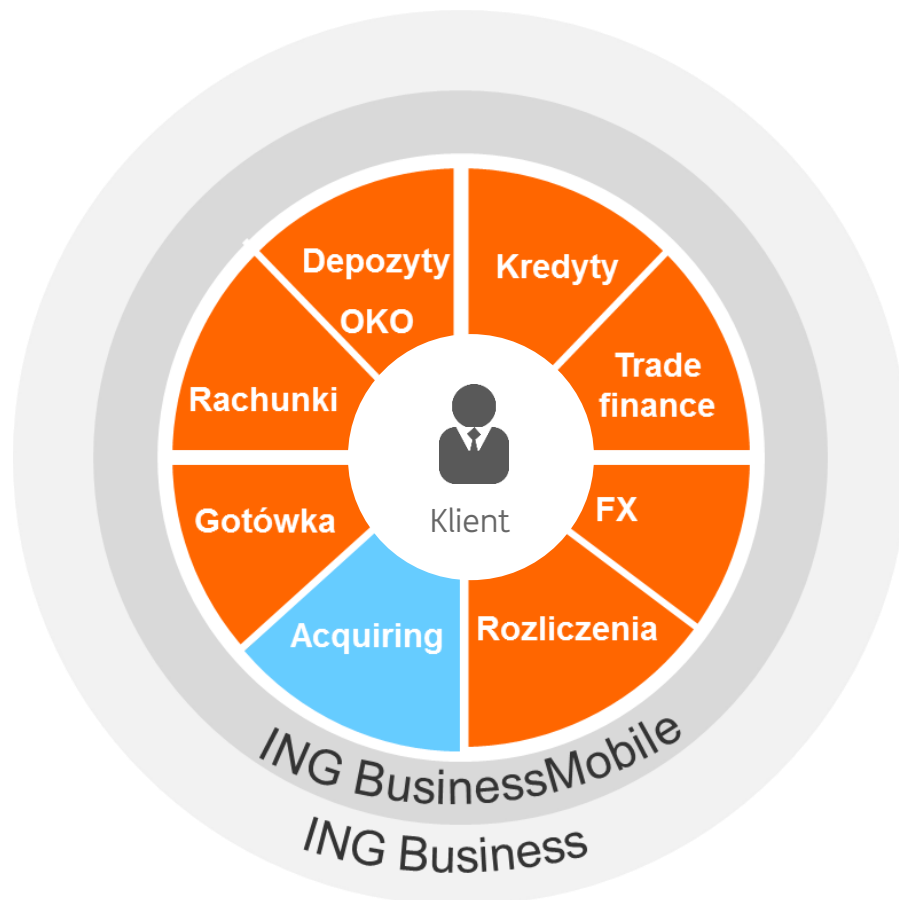 Depozyty
OKO
Kredyty
Trade
finance
Rachunki
Klient
Gotówka
FX
Acquiring
Rozliczenia
ING BusinessMobile
ING Business